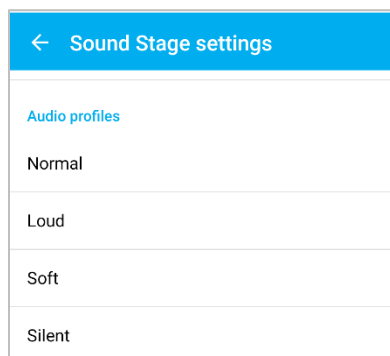 Sound Stage settings
Audio profiles
Normal
Loud
Soft
Silent